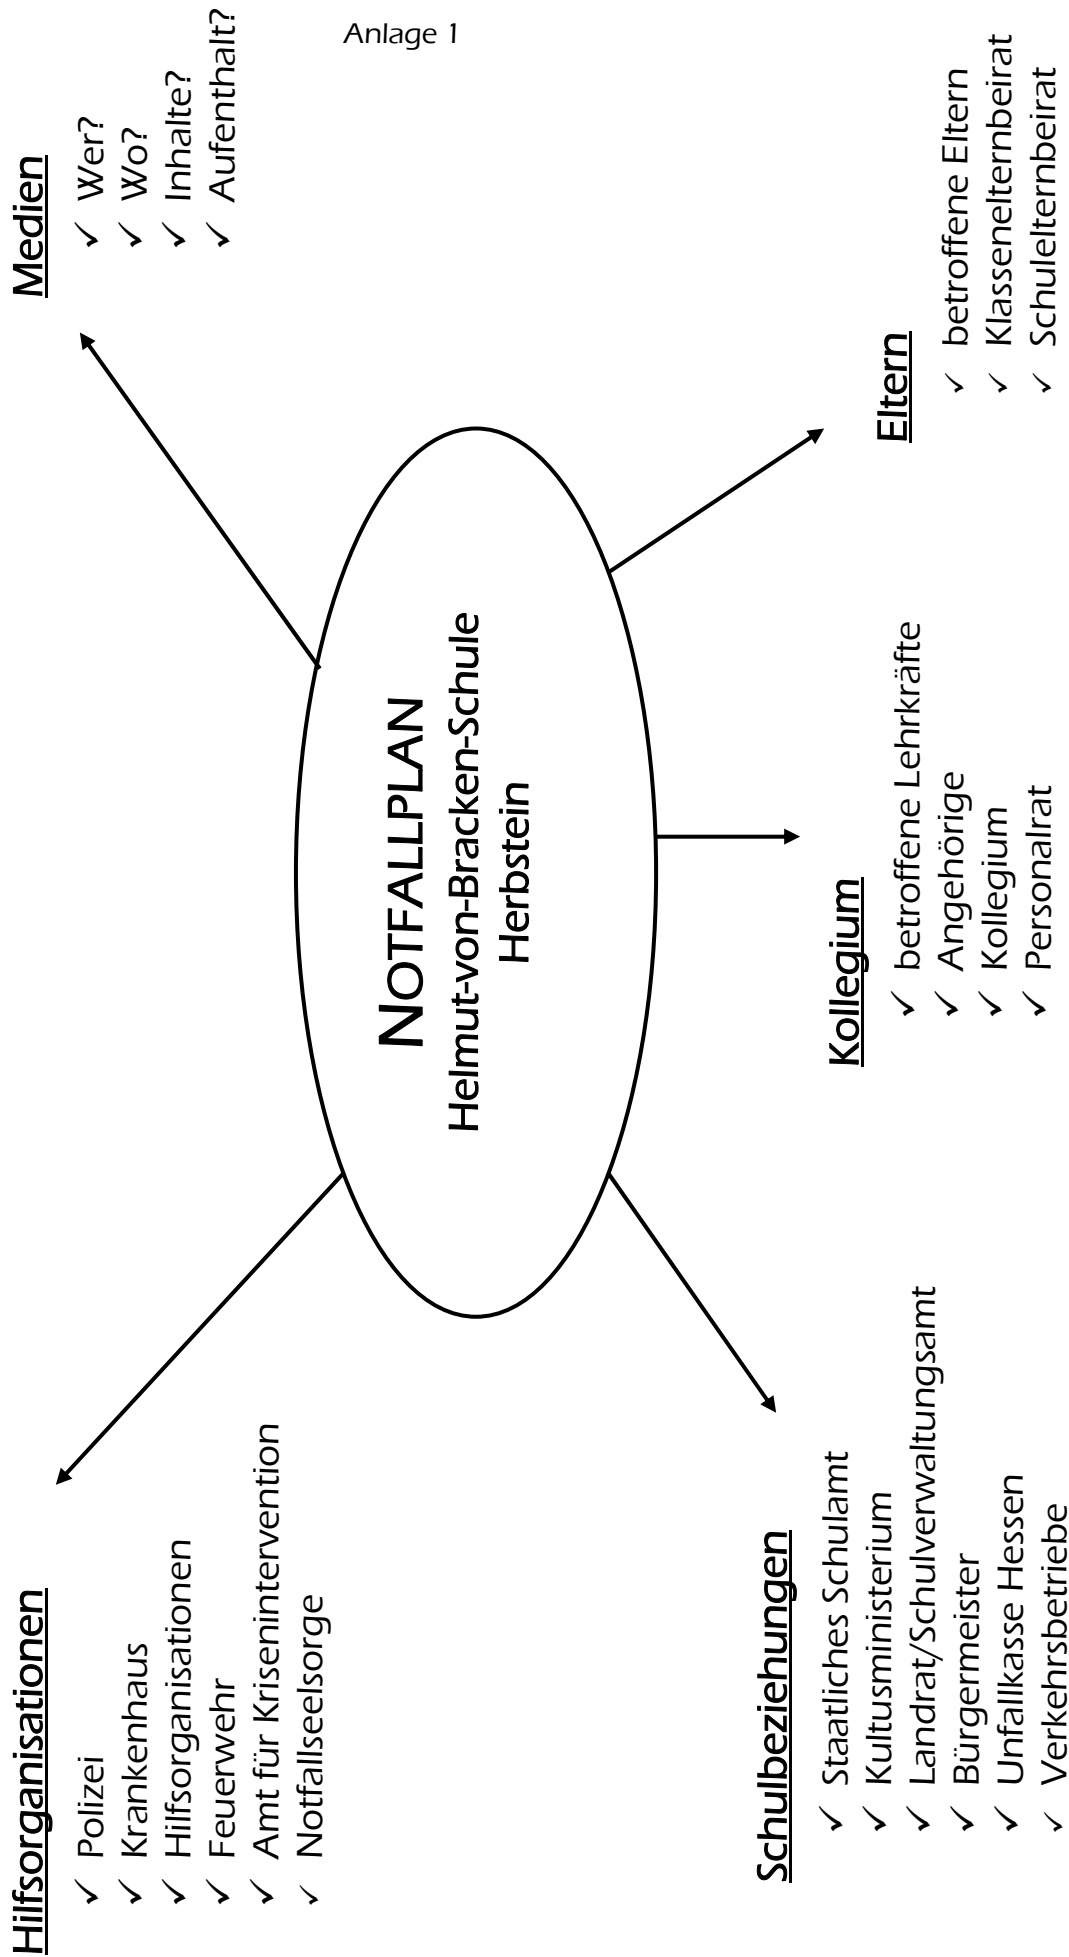 Anlage 1
Hilfsorganisationen
✓ Polizei
✓ Krankenhaus
✓ Hilfsorganisationen
✓ Feuerwehr
✓ Amt für Krisenintervention
✓ Notfallseelsorge
Medien
✓ Wer?
✓ Wo?
✓ Inhalte?
✓ Aufenthalt?
NOTFALLPLAN
Helmut-von-Bracken-Schule
Herbstein
Schulbeziehungen
✓ Staatliches Schulamt
✓ Kultusministerium
✓ Landrat/Schulverwaltungsamt
✓ Bürgermeister
✓ Unfallkasse Hessen
✓ Verkehrsbetriebe
Kollegium
✓ betroffene Lehrkräfte
✓ Angehörige
✓ Kollegium
✓ Personalrat
Eltern
✓ betroffene Eltern
✓ Klassenelternbeirat
✓ Schulelternbeirat